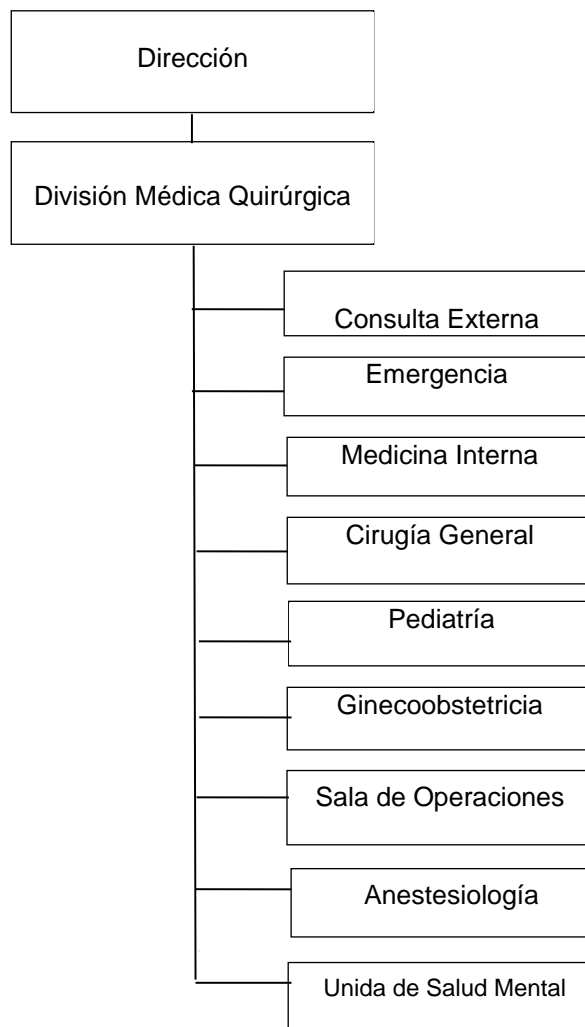 Dirección
División Médica Quirúrgica
Consulta Externa
Emergencia
Medicina Interna
Cirugía General
Pediatría
Ginecoobstetricia
Sala de Operaciones
Anestesiología
Unida de Salud Mental